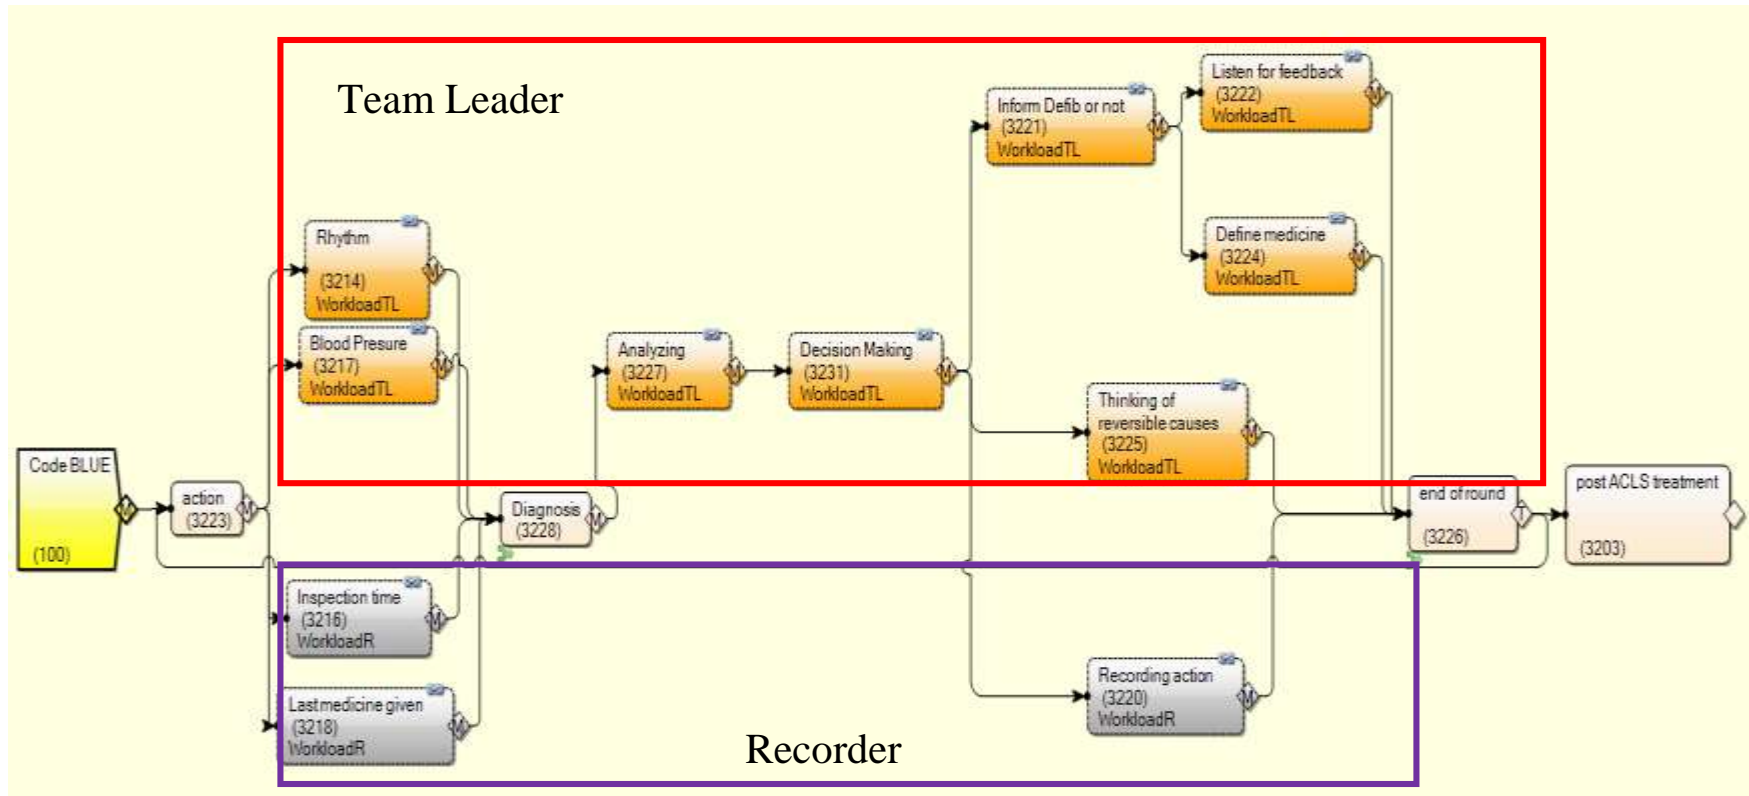 Team Leader
Listen for feedback
(3222)
WorkloadTL
Inform Defib or not
(3221)
WorkloadTL
Rhythm
(3214)
WorkloadTL
Define medicine
(3224)
WorkloadTL
Blood Presure
(3217)
WorkloadTL
Analyzing
(3227)
WorkloadTL
Decision Making
(3231)
WorkloadTL
Thinking of
reversible causes
(3225)
WorkloadTL
Code BLUE
(100)
M
action
(3223)
M
Diagnosis
(3228)
M
end of round
(3226)
T
post ACLS treatment
(3203)
Inspection time
(3216)
WorkloadR
M
Last medicine given
(3218)
WorkloadR
M
Recording action
(3220)
WorkloadR
M
Recorder
M
M
M
M
M
M
M
M